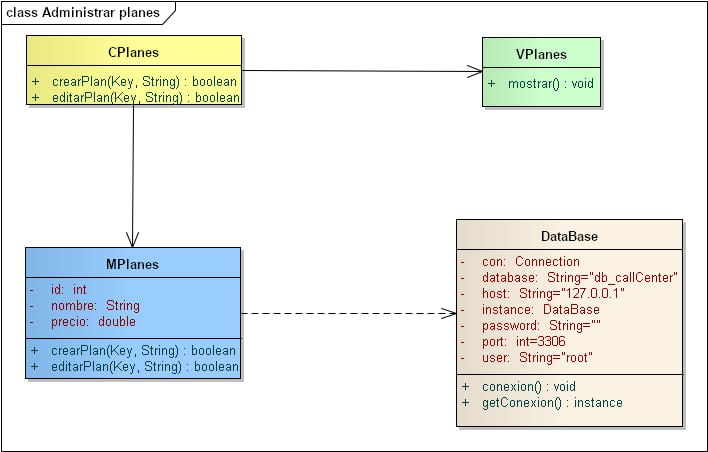 class Administrar planes
CPlanes
+ crearPlan(Key, String) : boolean
+ editarPlan(Key, String) : boolean
VPlanes
+ mostrar() : void
MPlanes
- id: int
- nombre: String
- precio: double
+ crearPlan(Key, String) : boolean
+ editarPlan(Key, String) : boolean
DataBase
- con: Connection
- database: String="db_callCenter"
- host: String="127.0.0.1"
- instance: DataBase
- password: String=""
- port: int=3306
- user: String="root"
+ conexion() : void
+ getConexion() : instance